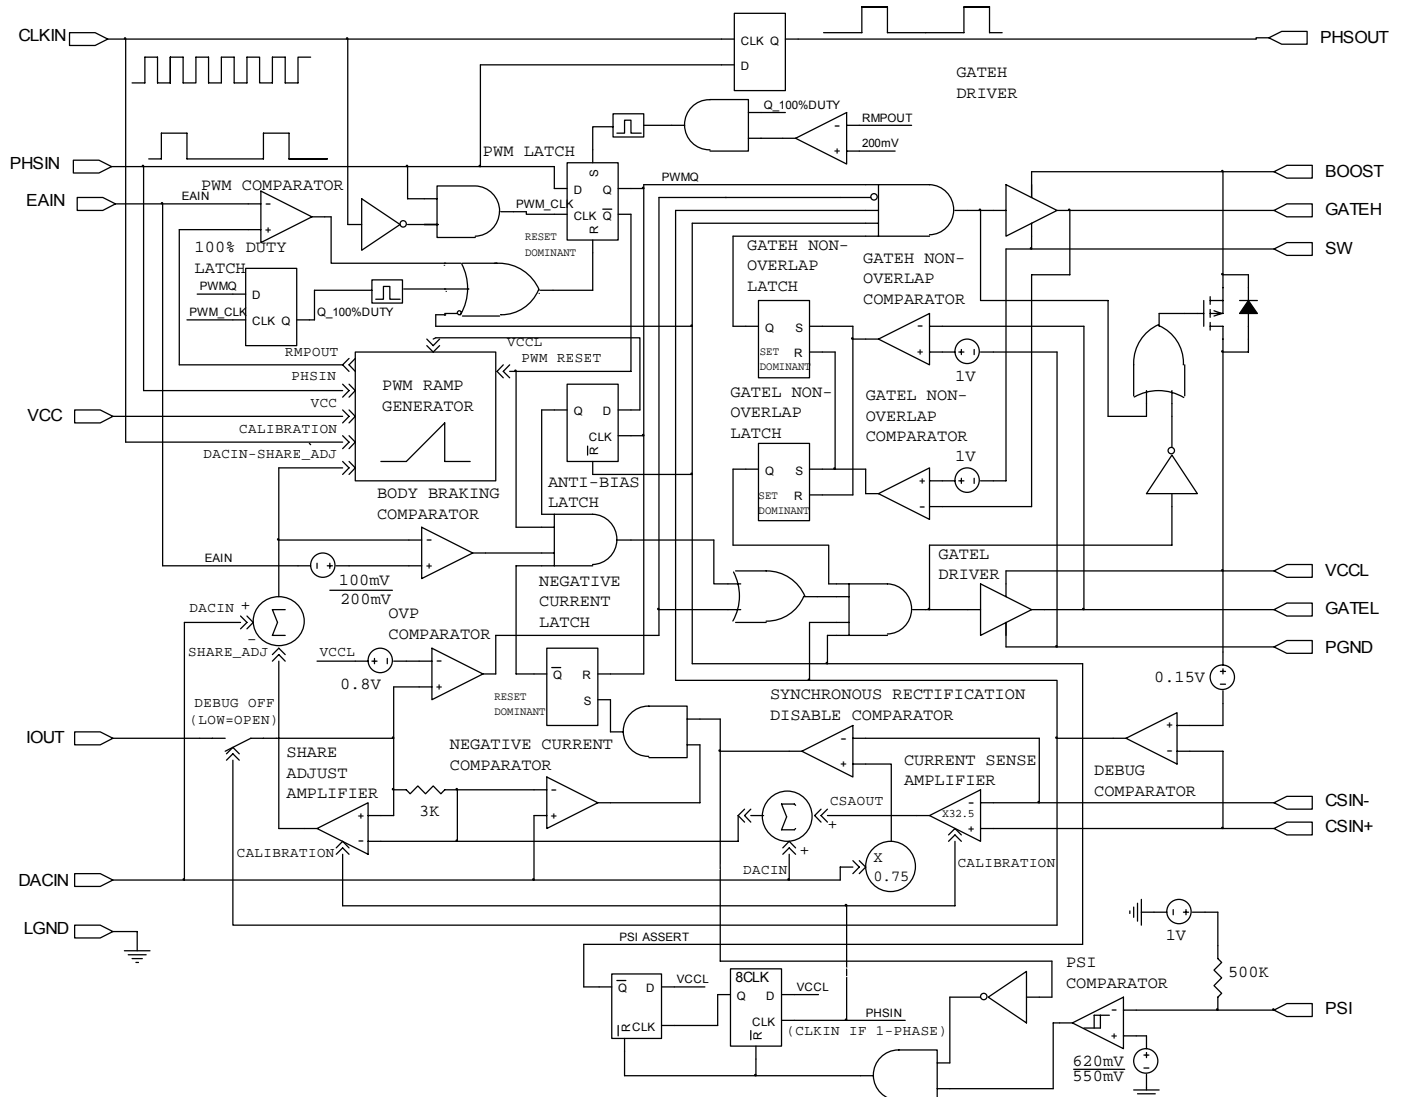 CLKIN
PHSOUT
CLK Q
D
GATEH
DRIVER
Q_100%DUTY
RMPOUT
200mV
-
+
PHSIN
PWM LATCH
S
D Q
CLK Q
R
PWMQ
BOOST
EAIN
EAIN
PWM COMPARATOR
-
+
PWM_CLK
RESET
DOMINANT
GATEH
SW
100% DUTY
LATCH
PWMQ
PWM_CLK
D
CLK Q
Q_100%DUTY
GATEH NON-
OVERLAP
LATCH
GATEH NON-
OVERLAP
COMPARATOR
Q S
R
SET
DOMINANT
-
+
1V
RMPOUT
PHSIN
VCC
CALIBRATION
DACIN-SHARE_ADJ
VCCL
PWM RESET
PWM RAMP
GENERATOR
VCC
Q D
CLK
R
ANTI-BIAS
LATCH
GATEL NON-
OVERLAP
LATCH
GATEL NON-
OVERLAP
COMPARATOR
1V
Q S
R
SET
DOMINANT
+
-
BODY BRAKING
COMPARATOR
-
+
EAIN
100mV
200mV
NEGATIVE
CURRENT
LATCH
GATEL
DRIVER
VCCL
GATEL
PGND
DACIN +
-
SHARE_ADJ
Σ
OVP
COMPARATOR
VCCL
0.8V
-
+
Q R
S
RESET
DOMINANT
0.15V
SYNCHRONOUS RECTIFICATION
DISABLE COMPARATOR
-
+
DEBUG OFF
(LOW=OPEN)
IOUT
SHARE
ADJUST
AMPLIFIER
+
-
3K
NEGATIVE CURRENT
COMPARATOR
-
+
CURRENT SENSE
AMPLIFIER
DEBUG
COMPARATOR
+
-
CSAOUT
+
Σ
+
X32.5
-
+
CSIN-
CSIN+
CALIBRATION
CALIBRATION
DACIN
DACIN
X
0.75
LGND
PSI ASSERT
1V
500K
PSI
COMPARATOR
PSI
Q D
R CLK
VCCL
8CLK
Q D
CLK
R
VCCL
PHSIN
(CLKIN IF 1-PHASE)
-
+
620mV
550mV